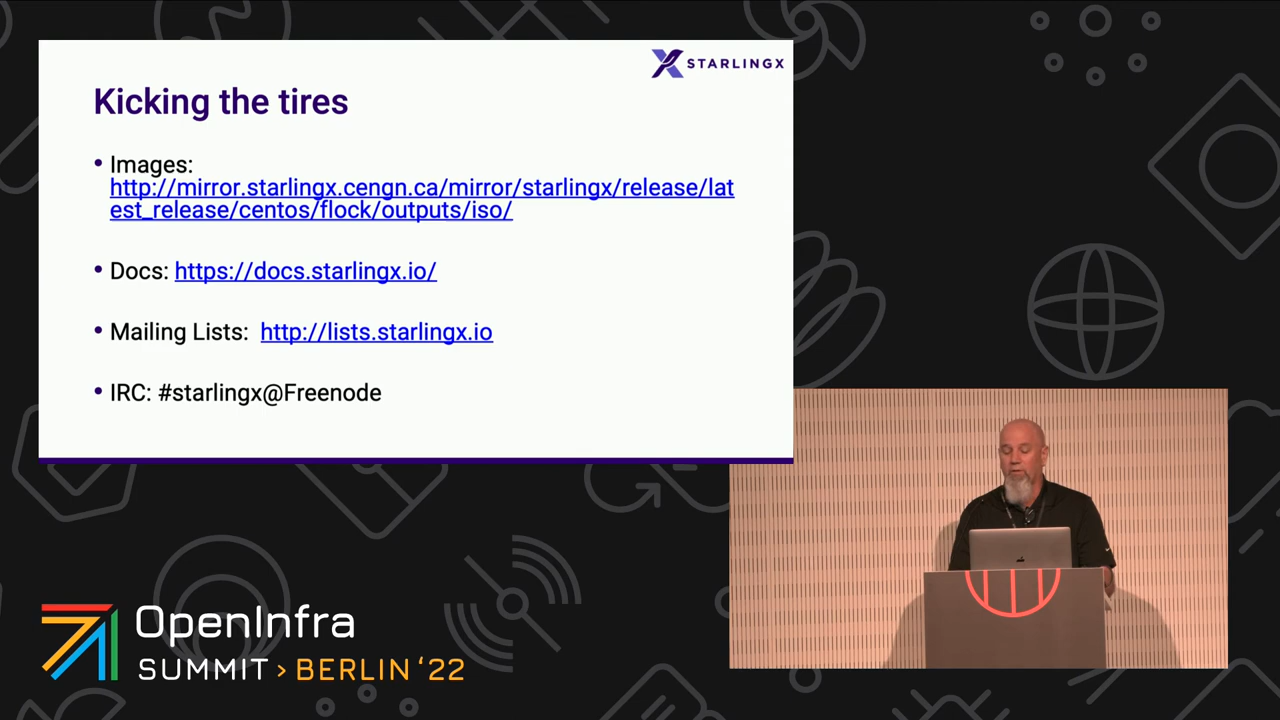 STARLINGX
Kicking the tires
• Images:
http://mirror.starlingx.cengn.ca/mirror/starlingx/release/lat
est_release/centos/flock/outputs/iso/
• Docs: https://docs.starlingx.io/
• Mailing Lists: http://lists.starlingx.io
• IRC: #starlingx@Freenode
OpenInfra
SUMMIT > BERLIN ‘22